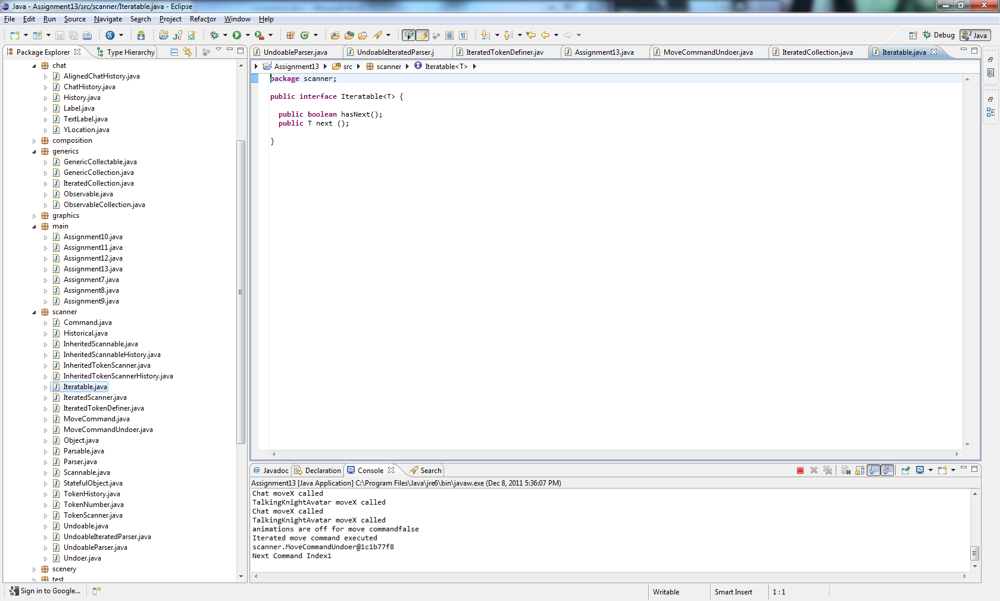 Java - Assignment13/src/scanner/Iteratable.java - Eclipse
File Edit Run Source Navigate Search Project Refactor Window Help
Debug Java
Package Explorer Type Hierarchy
UndoableParser.java UndoableIteratedParser.j IteratedTokenDefiner.jav Assignment13.java MoveCommandUndoer.java IteratedCollection.java Iteratable.java
Assignment13 src scanner Iteratable<T>
chat
AlignedChatHistory.java
ChatHistory.java
History.java
Label.java
TextLabel.java
YLocation.java
composition
generics
GenericCollectable.java
GenericCollection.java
IteratedCollection.java
Observable.java
ObservableCollection.java
graphics
main
Assignment10.java
Assignment11.java
Assignment12.java
Assignment13.java
Assignment7.java
Assignment8.java
Assignment9.java
scanner
Command.java
Historical.java
InheritedScannable.java
InheritedScannableHistory.java
InheritedTokenScanner.java
InheritedTokenScannerHistory.java
Iteratable.java
IteratedScanner.java
IteratedTokenDefiner.java
MoveCommand.java
MoveCommandUndoer.java
Object.java
Parsable.java
Parser.java
Scannable.java
StatefulObject.java
TokenHistory.java
TokenNumber.java
TokenScanner.java
Undoable.java
UndoableIteratedParser.java
UndoableParser.java
Undoer.java
scenery
test
package scanner;
public interface Iteratable<T> {
public boolean hasNext();
public T next ();
}
@ Javadoc Declaration Console Search
Assignment13 [Java Application] C:\Program Files\Java\jre6\bin\javaw.exe (Dec 8, 2011 5:36:07 PM)
Chat moveX called
TalkingKnightAvatar moveX called
Chat moveX called
TalkingKnightAvatar moveX called
animations are off for move commandfalse
Iterated move command executed
scanner.MoveCommandUndoer@1c1b77f8
Next Command Index1
Sign in to Google...
Writable Smart Insert 1 : 1